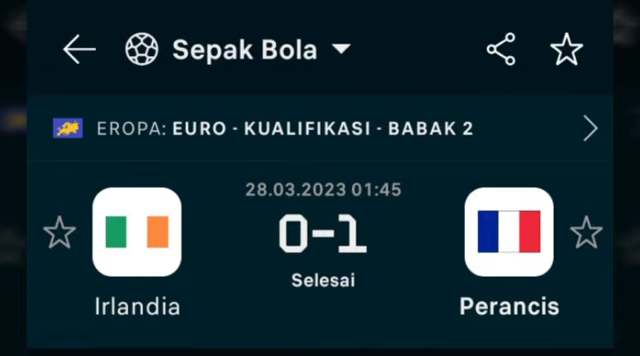 Sepak Bola
EROPA: EURO - KUALIFIKASI - BABAK 2
28.03.2023 01:45
0-1
Selesai
Irlandia
Perancis